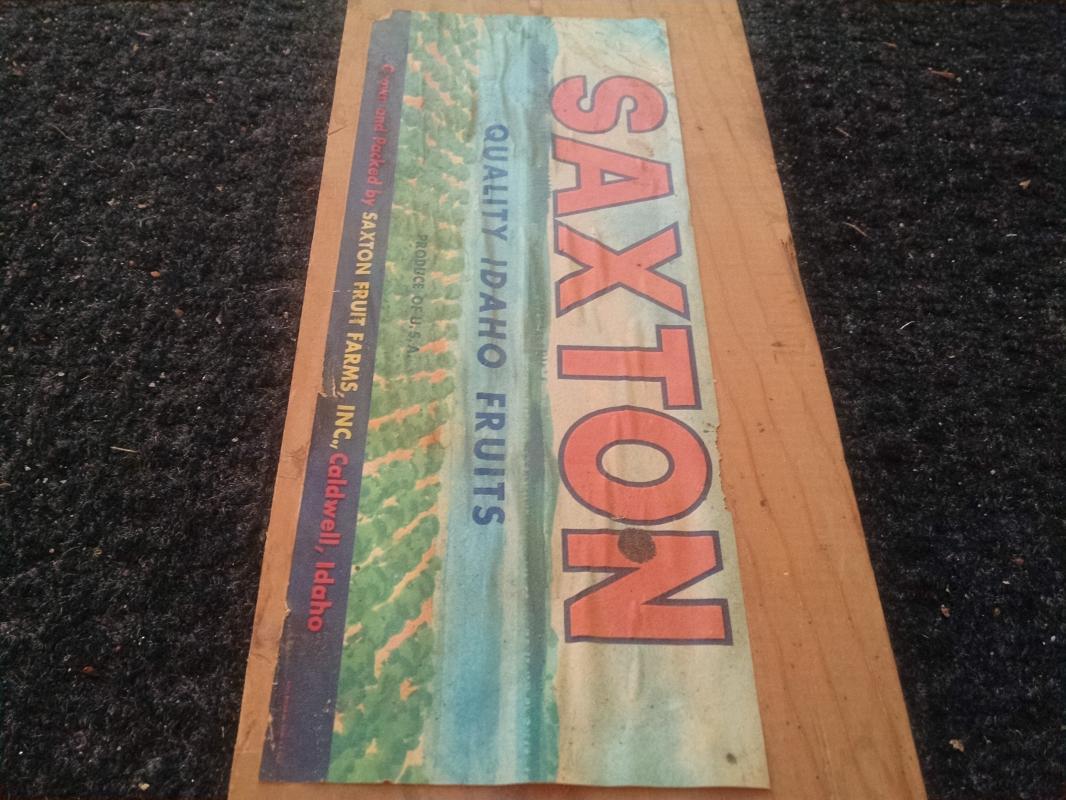 SAXTON
QUALITY IDAHO FRUITS
PRODUCE OF U.S.A.
Grown and Packed by SAXTON FRUIT FARMS, INC., Caldwell, Idaho